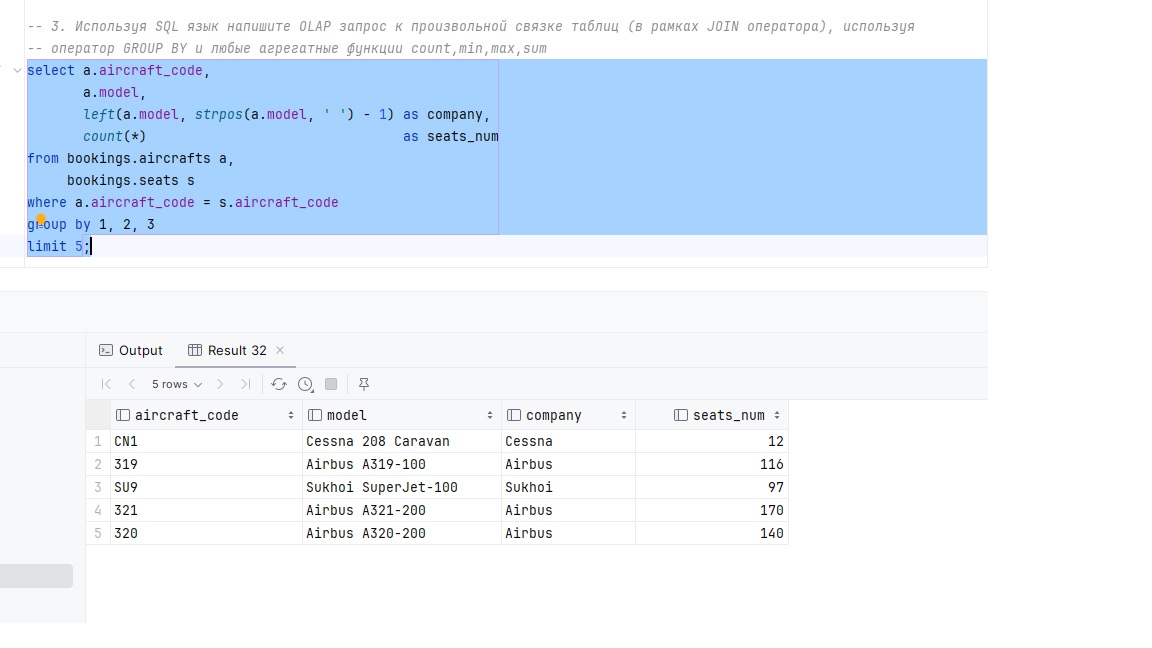 -- 3. Используя SQL язык напишите OLAP запрос к произвольной связке таблиц (в рамках JOIN оператора), используя
-- оператор GROUP BY и любые агрегатные функции count,min,max,sum
select a.aircraft_code,
a.model,
left(a.model, strpos(a.model, ' ') - 1) as company,
count(*) as seats_num
from bookings.aircrafts a,
bookings.seats s
where a.aircraft_code = s.aircraft_code
group by 1, 2, 3
limit 5;
Output Result 32
5 rows
aircraft_code model company seats_num
1 CN1 Cessna 208 Caravan Cessna 12
2 319 Airbus A319-100 Airbus 116
3 SU9 Sukhoi SuperJet-100 Sukhoi 97
4 321 Airbus A321-200 Airbus 170
5 320 Airbus A320-200 Airbus 140